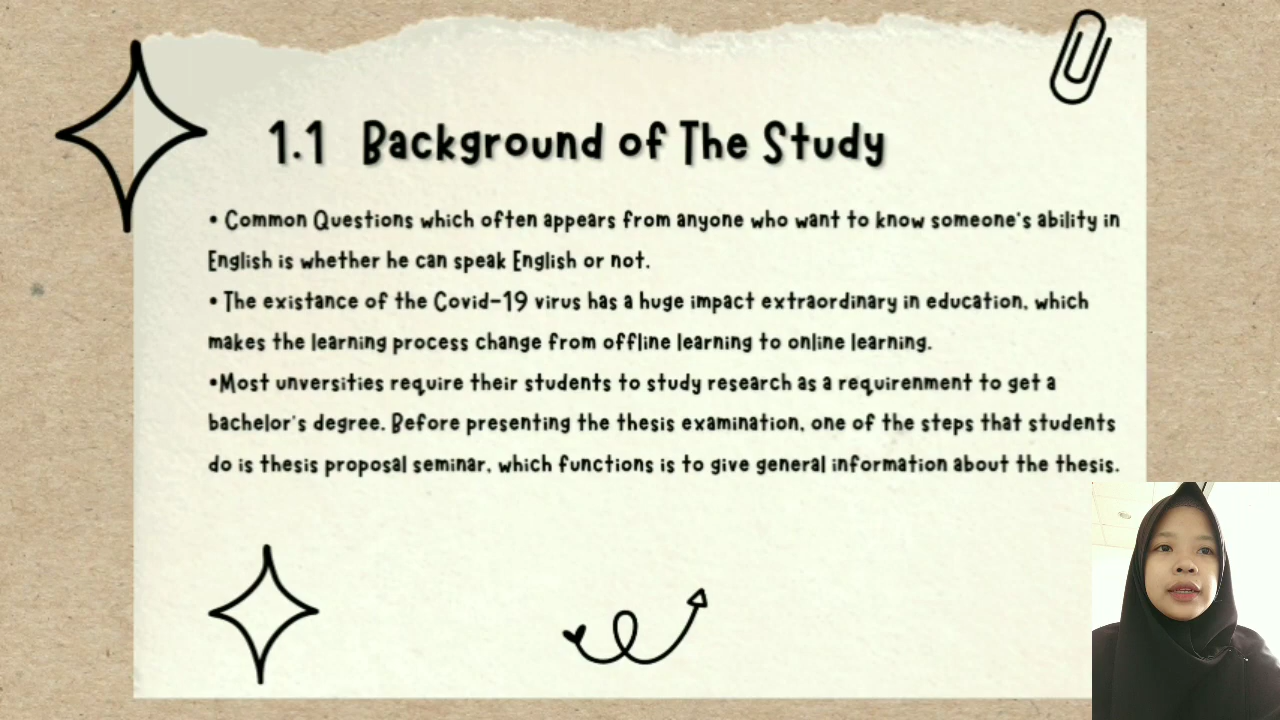 1.1 Background of The Study
• Common Questions which often appears from anyone who want to know someone's ability in
English is whether he can speak English or not.
• The existance of the Covid-19 virus has a huge impact extraordinary in education, which
makes the learning process change from offline learning to online learning.
•Most unversities require their students to study research as a requirenment to get a
bachelor's degree. Before presenting the thesis examination, one of the steps that students
do is thesis proposal seminar, which functions is to give general information about the thesis.